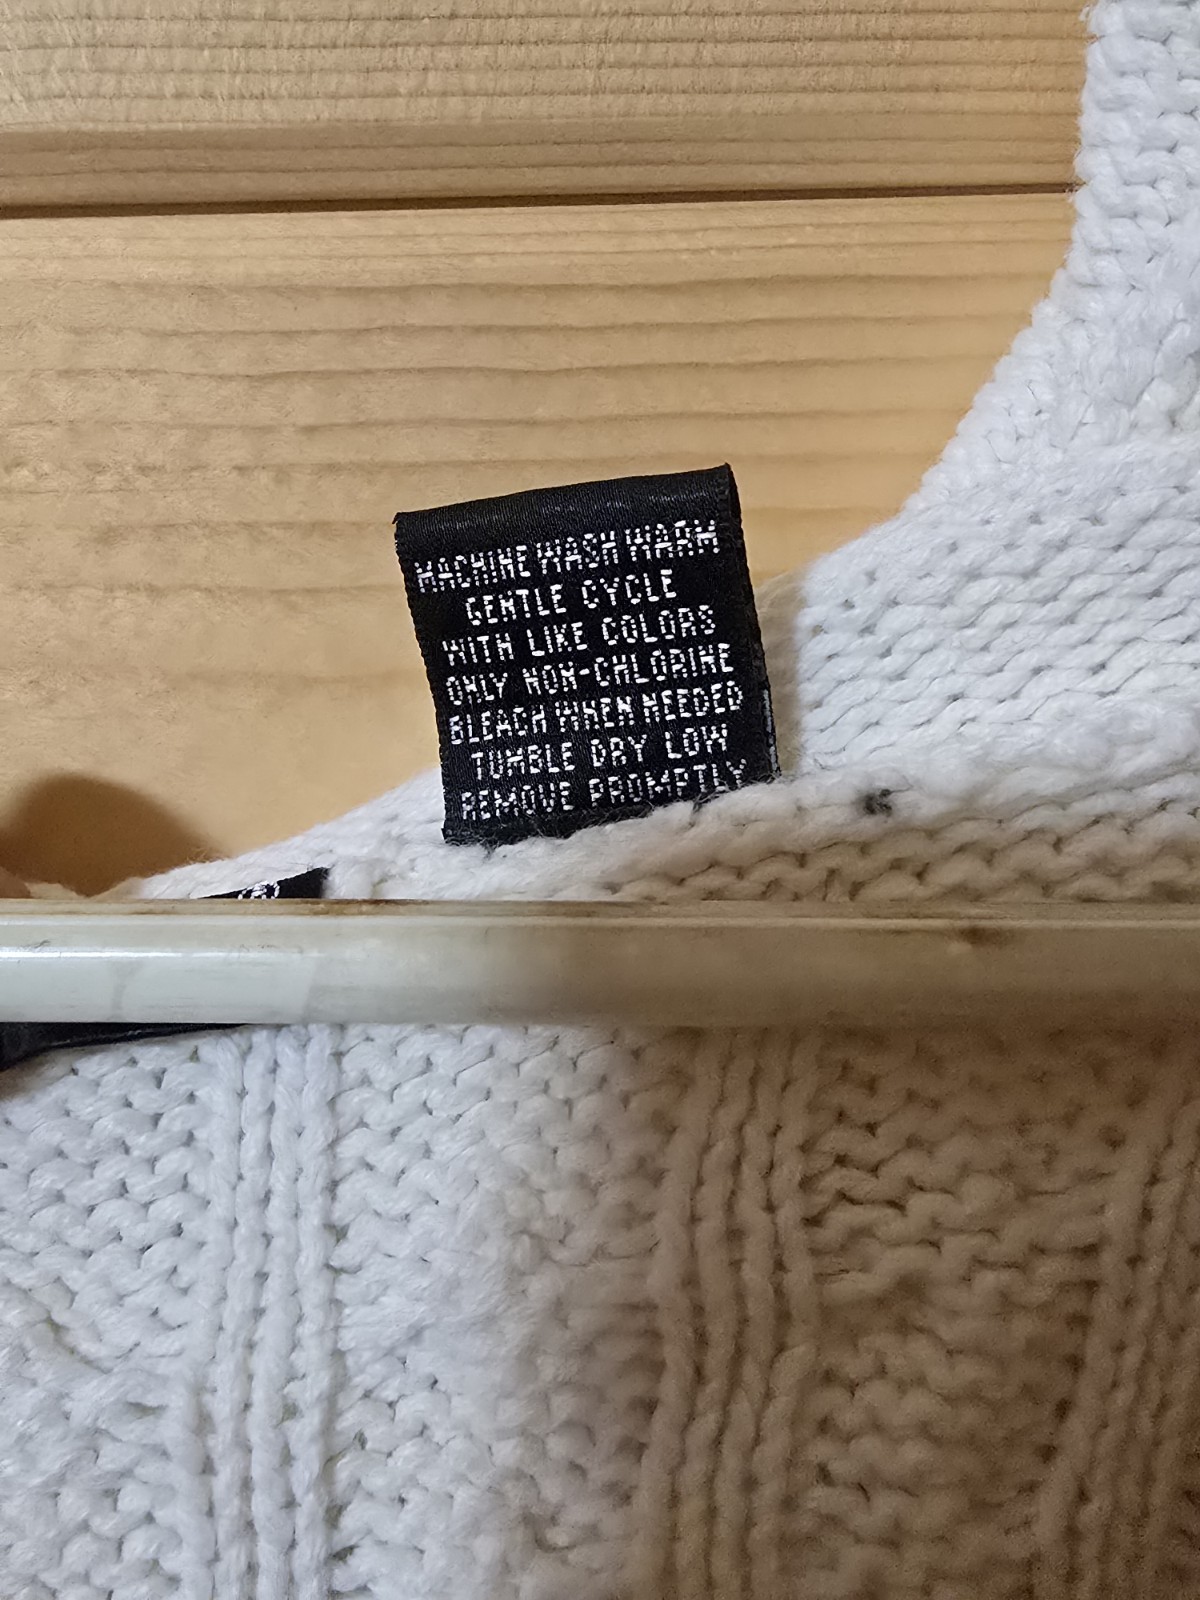 MACHINE WASH WARM
GENTLE CYCLE
WITH LIKE COLORS
ONLY NON-CHLORINE
BLEACH WHEN NEEDED
TUMBLE DRY LOW
REMOVE PROMPTLY
®